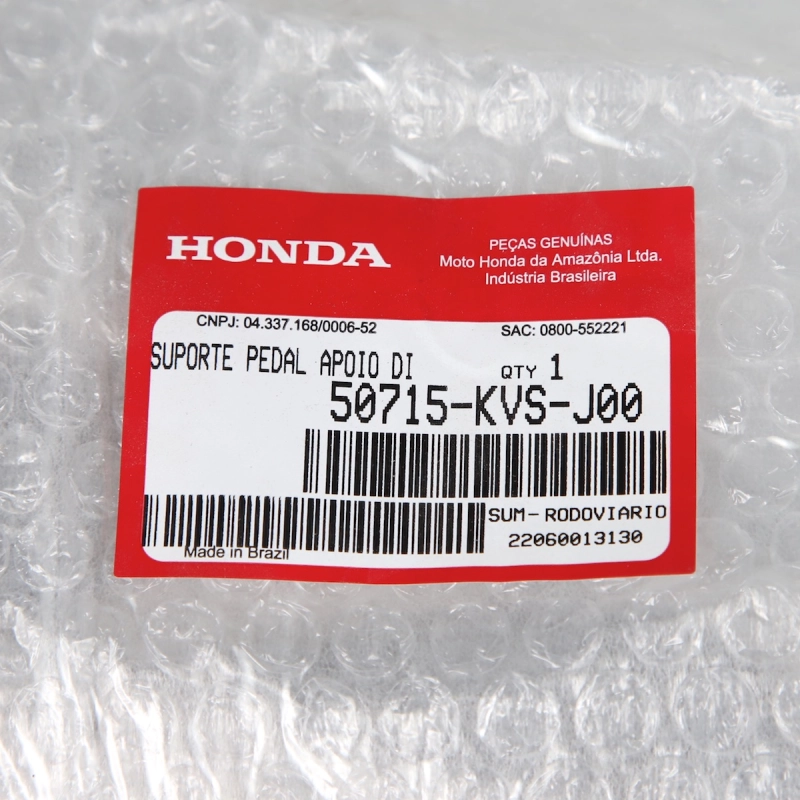 HONDA
PEÇAS GENUÍNAS
Moto Honda da Amazônia Ltda.
Indústria Brasileira
CNPJ: 04.337.168/0006-52
SAC: 0800-552221
SUPORTE PEDAL APOIO DI
QTY 1
50715-KVS-J00
SUM-RODOVIARIO
22060013130
Made in Brazil